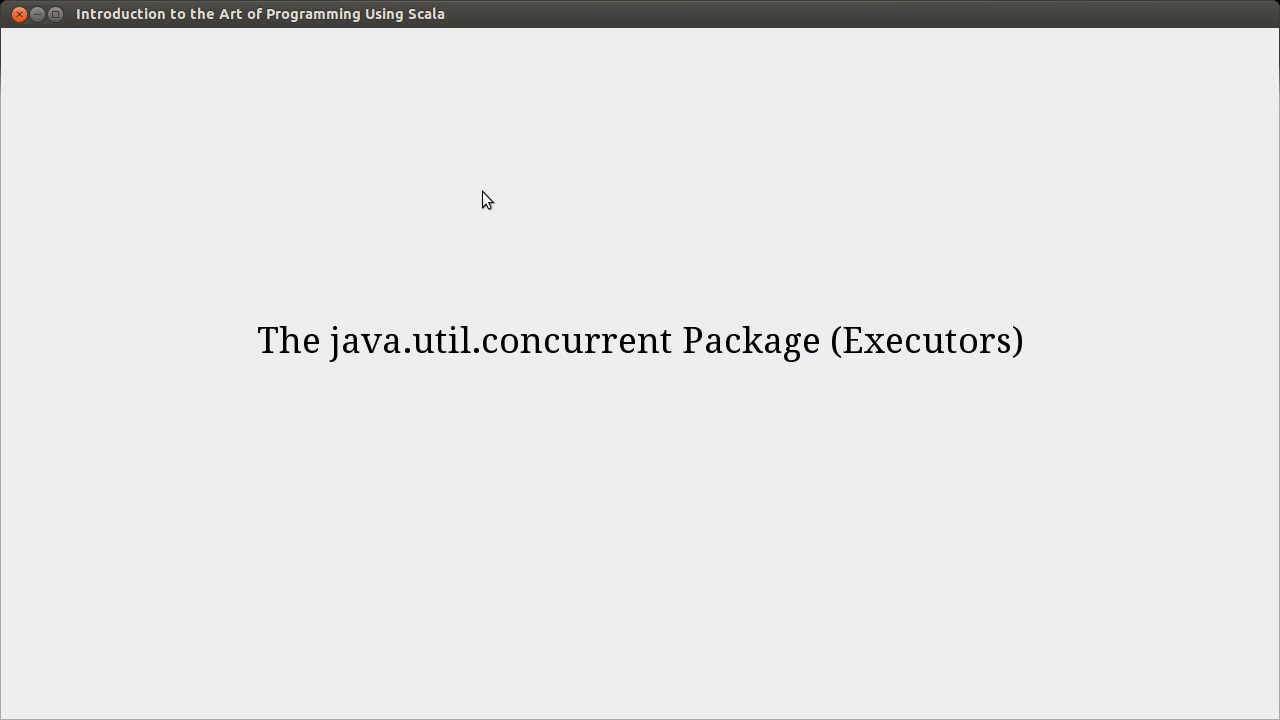 Introduction to the Art of Programming Using Scala
The java.util.concurrent Package (Executors)